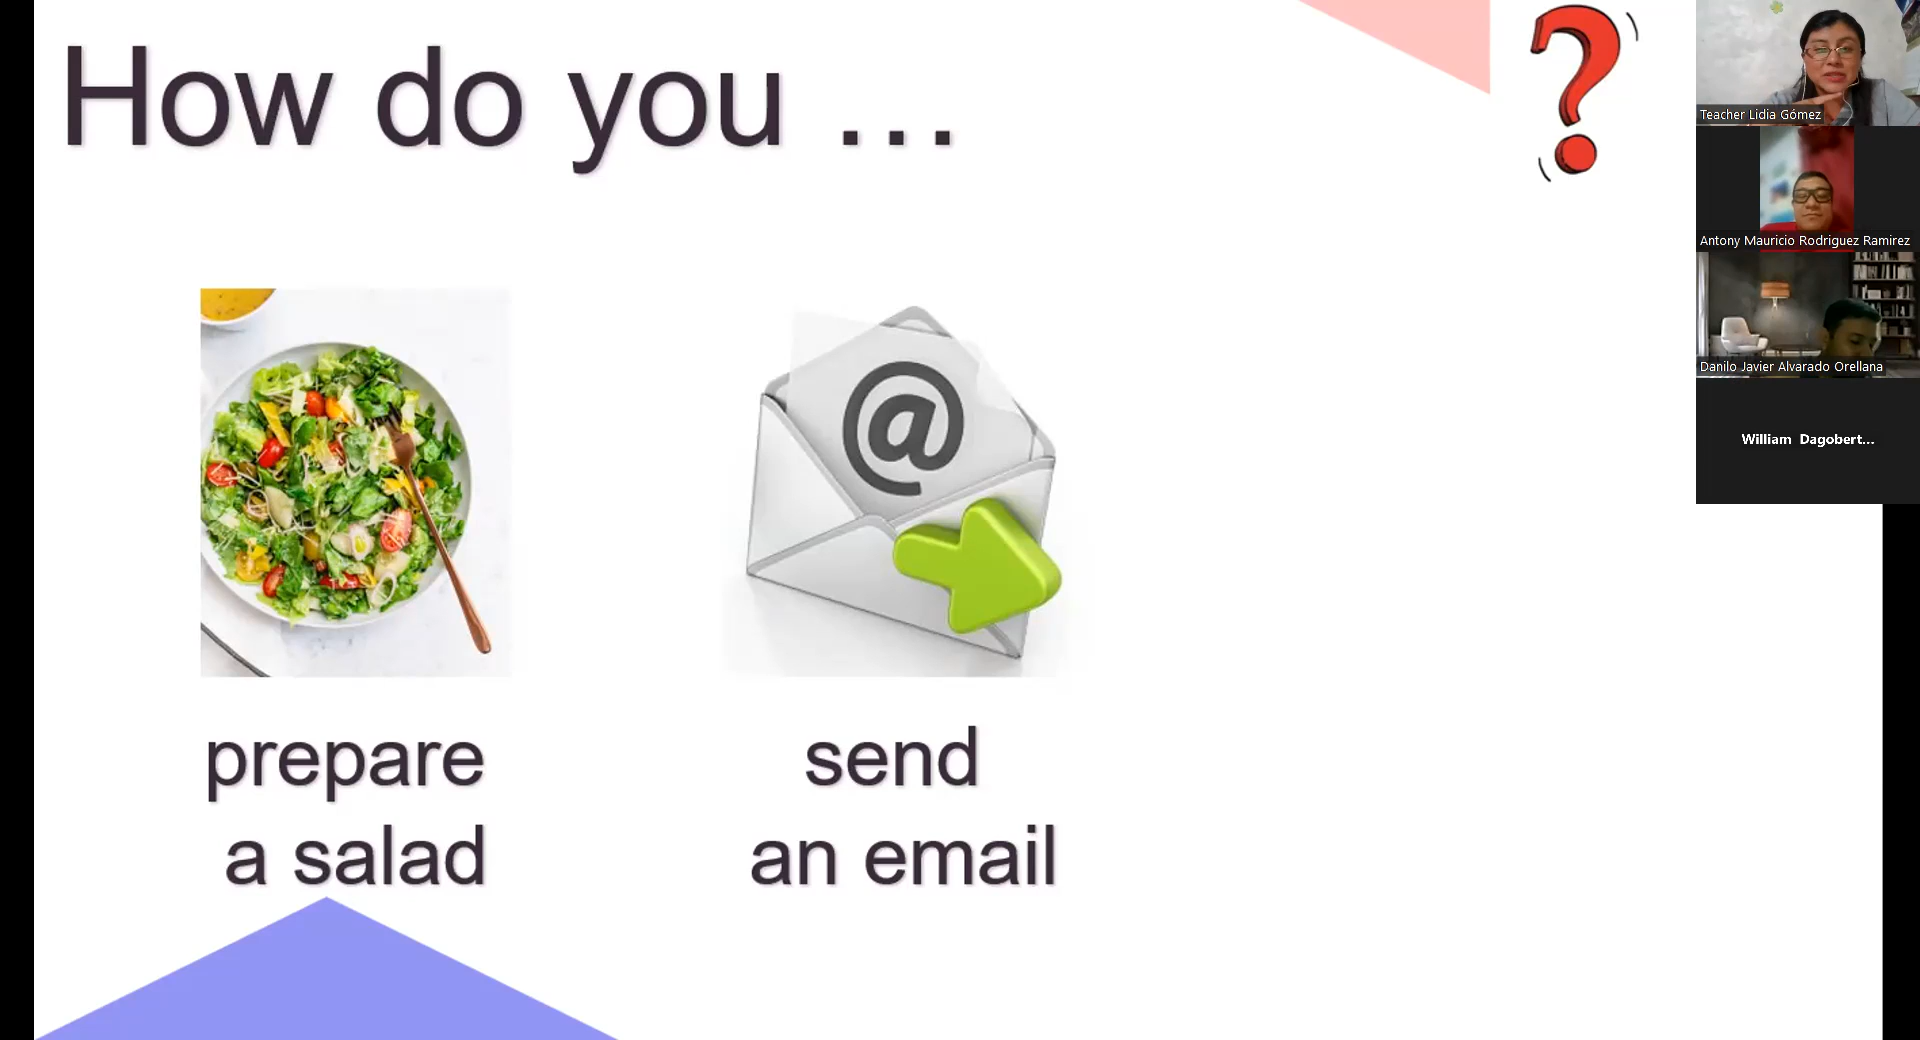 How do you ...
?
prepare
a salad
@
send
an email
Teacher Lidia Gómez
Antony Mauricio Rodriguez Ramirez
Danilo Javier Alvarado Orellana
William Dagobert...